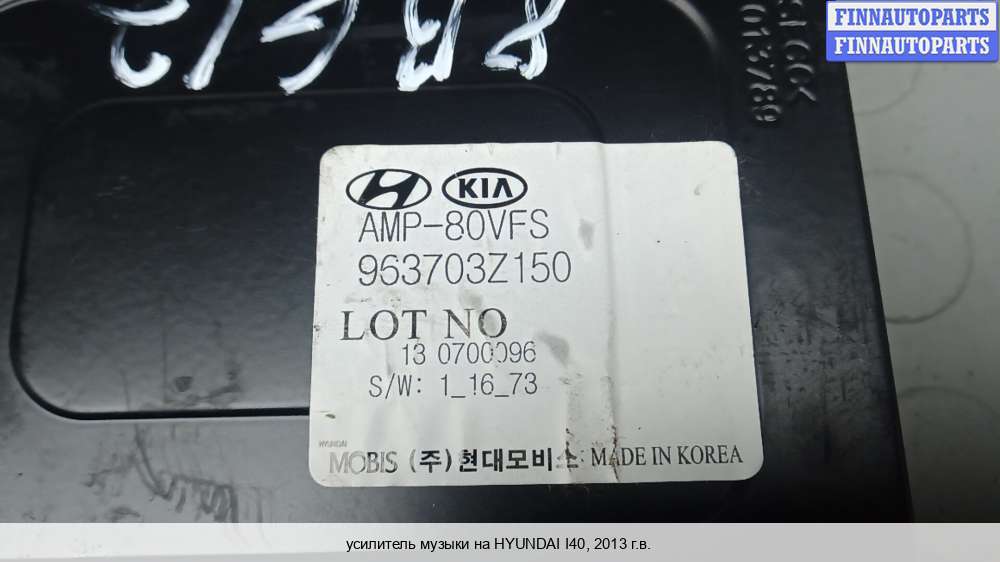 FINNAUTOPARTS
FINNAUTOPARTS
013789
KIA
AMP-80VFS
963703Z150
LOT NO
13 0700096
S/W: 1_16_73
HYUNDAI
MOBIS (주)현대모비스 MADE IN KOREA
усилитель музыки на HYUNDAI I40, 2013 г.в.